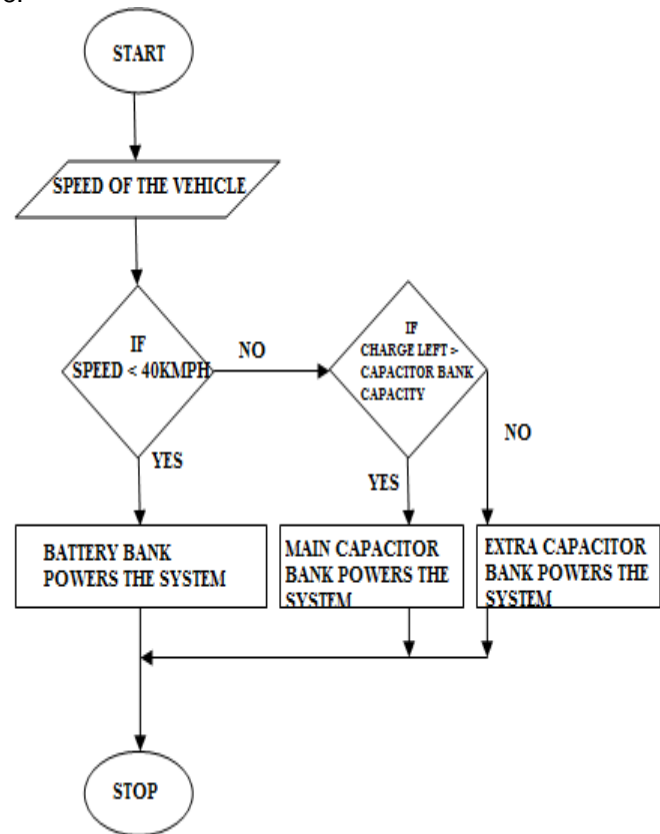 START
SPEED OF THE VEHICLE
IF
SPEED < 40KMPH
NO
IF
CHARGE LEFT >
CAPACITOR BANK
CAPACITY
NO
YES
YES
BATTERY BANK
POWERS THE SYSTEM
MAIN CAPACITOR
BANK POWERS THE
SYSTEM
EXTRA CAPACITOR
BANK POWERS THE
SYSTEM
STOP